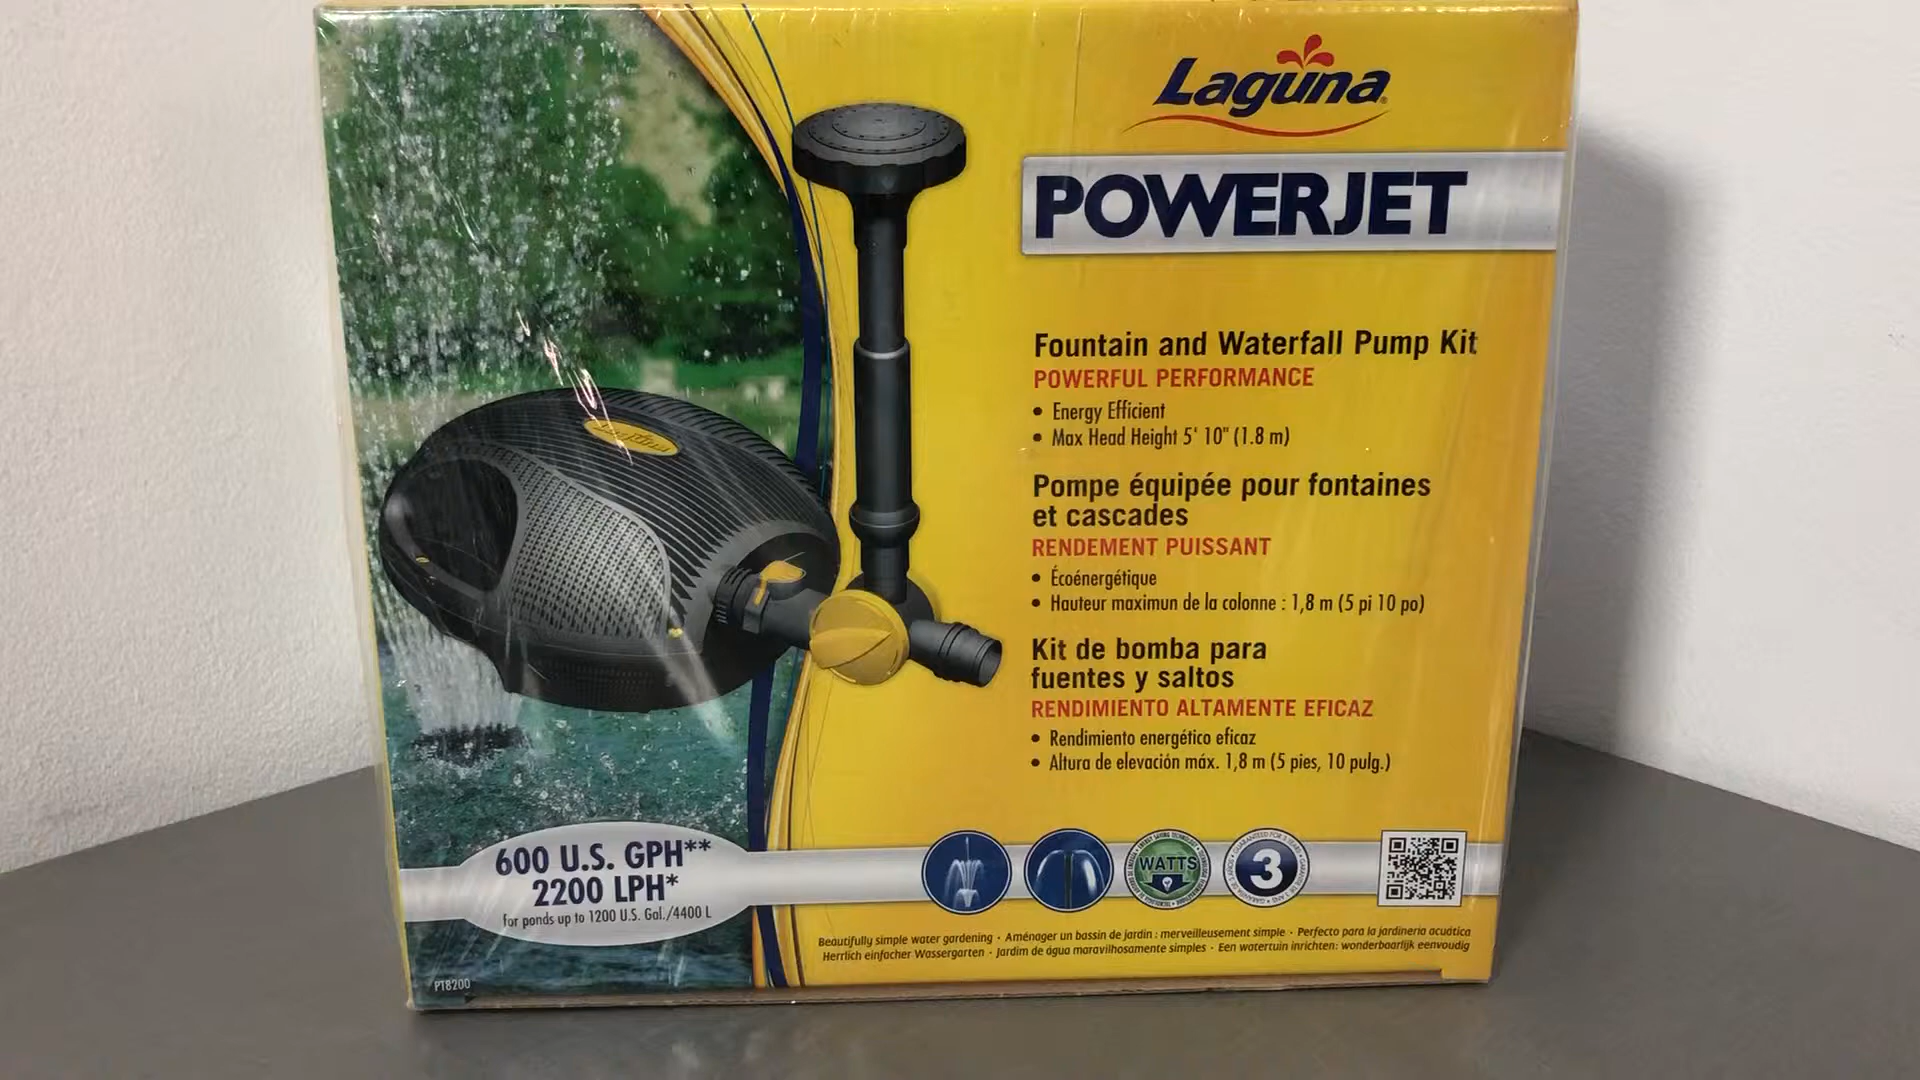 Laguna
POWERJET
Fountain and Waterfall Pump Kit
POWERFUL PERFORMANCE
• Energy Efficient
• Max Head Height 5' 10" (1.8 m)
Pompe équipée pour fontaines
et cascades
RENDEMENT PUISSANT
• Écoénergétique
• Hauteur maximun de la colonne : 1,8 m (5 pi 10 po)
Kit de bomba para
fuentes y saltos
RENDIMIENTO ALTAMENTE EFICAZ
• Rendimiento energético eficaz
• Altura de elevación máx. 1,8 m (5 pies, 10 pulg.)
Laguna
600 U.S. GPH**
2200 LPH*
for ponds up to 1200 U.S. Gal./4400 L
WATTS
3
Beautifully simple water gardening · Aménager un bassin de jardin : merveilleusement simple · Perfecto para la jardinería acuática
Herrlich einfacher Wassergarten · Jardim de água maravilhosamente simples · Een watertuin inrichten: wonderbaarlijk eenvoudig
PT8200